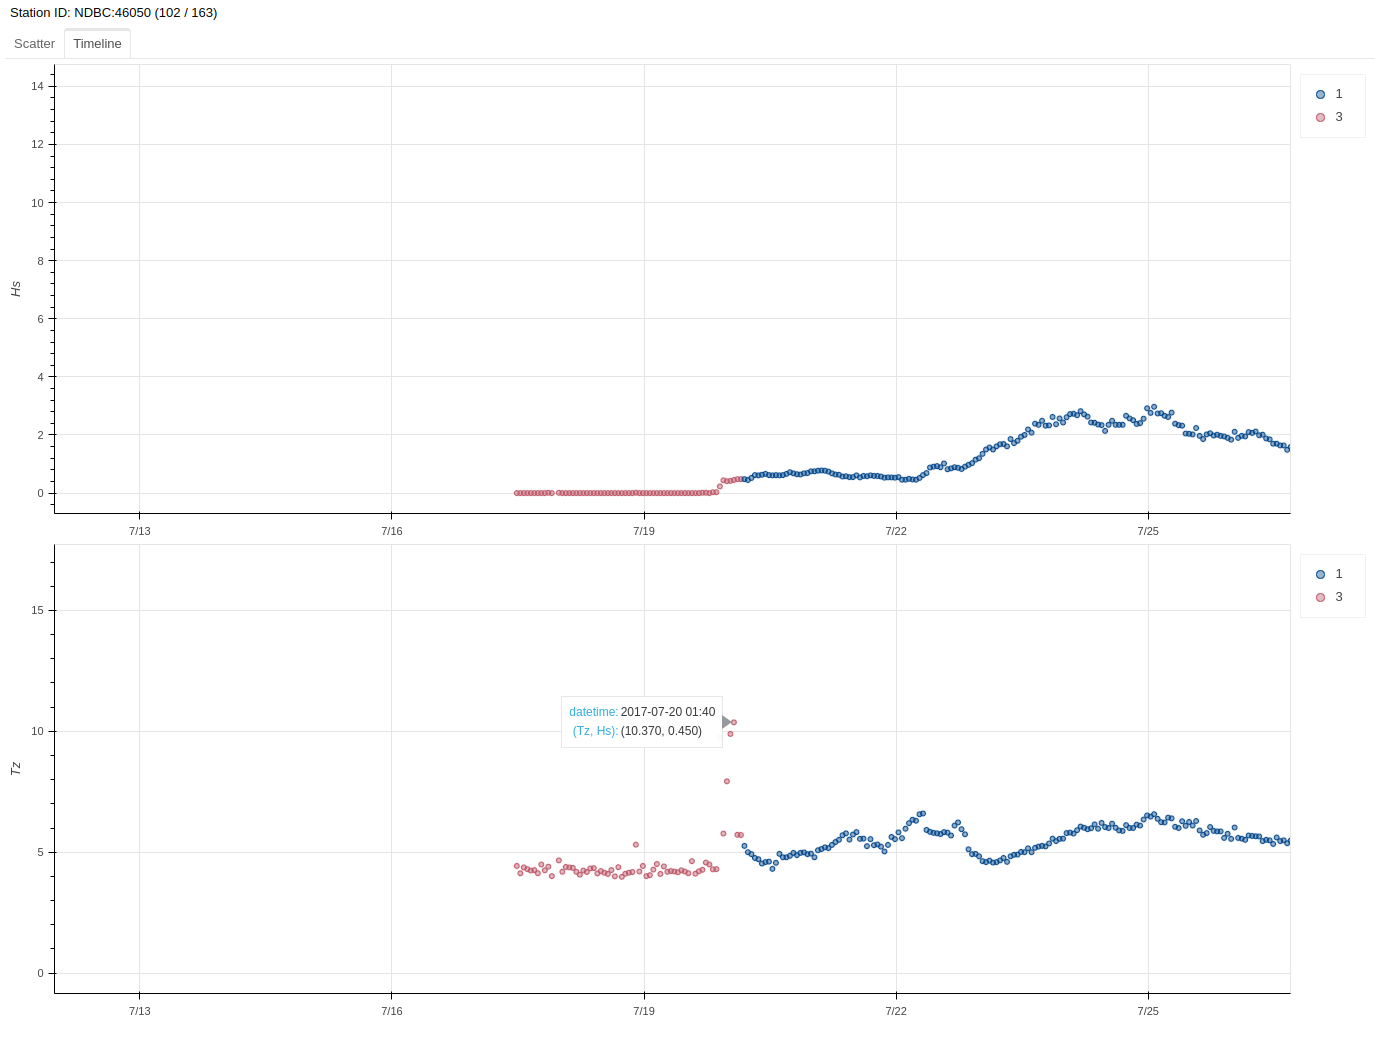 Station ID: NDBC:46050 (102 / 163)
Scatter Timeline
14
12
10
8
6
4
2
0
Hs
7/13 7/16 7/19 7/22 7/25
1
3
15
10
5
0
Tz
datetime: 2017-07-20 01:40
(Tz, Hs): (10.370, 0.450)
7/13 7/16 7/19 7/22 7/25
1
3